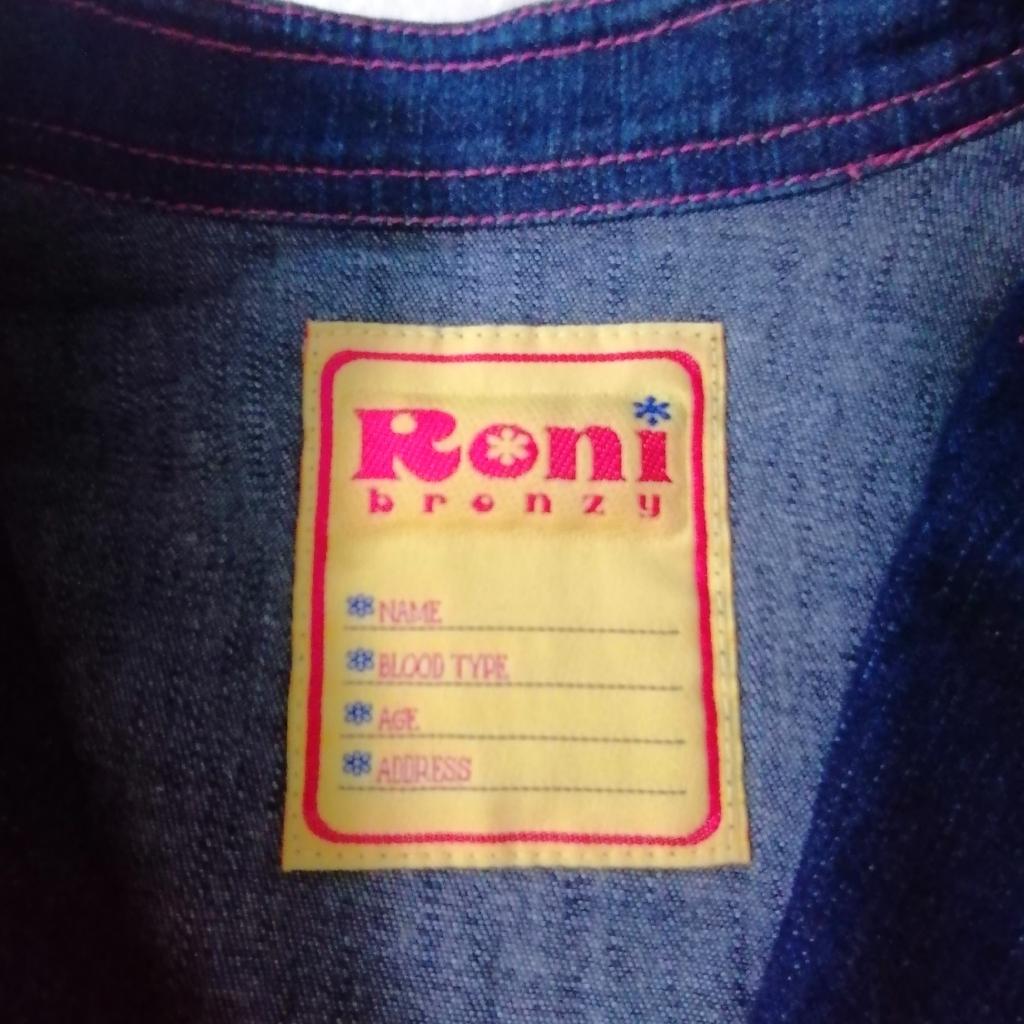 Roni
bronzy
NAME
BLOOD TYPE
AGE
ADDRESS